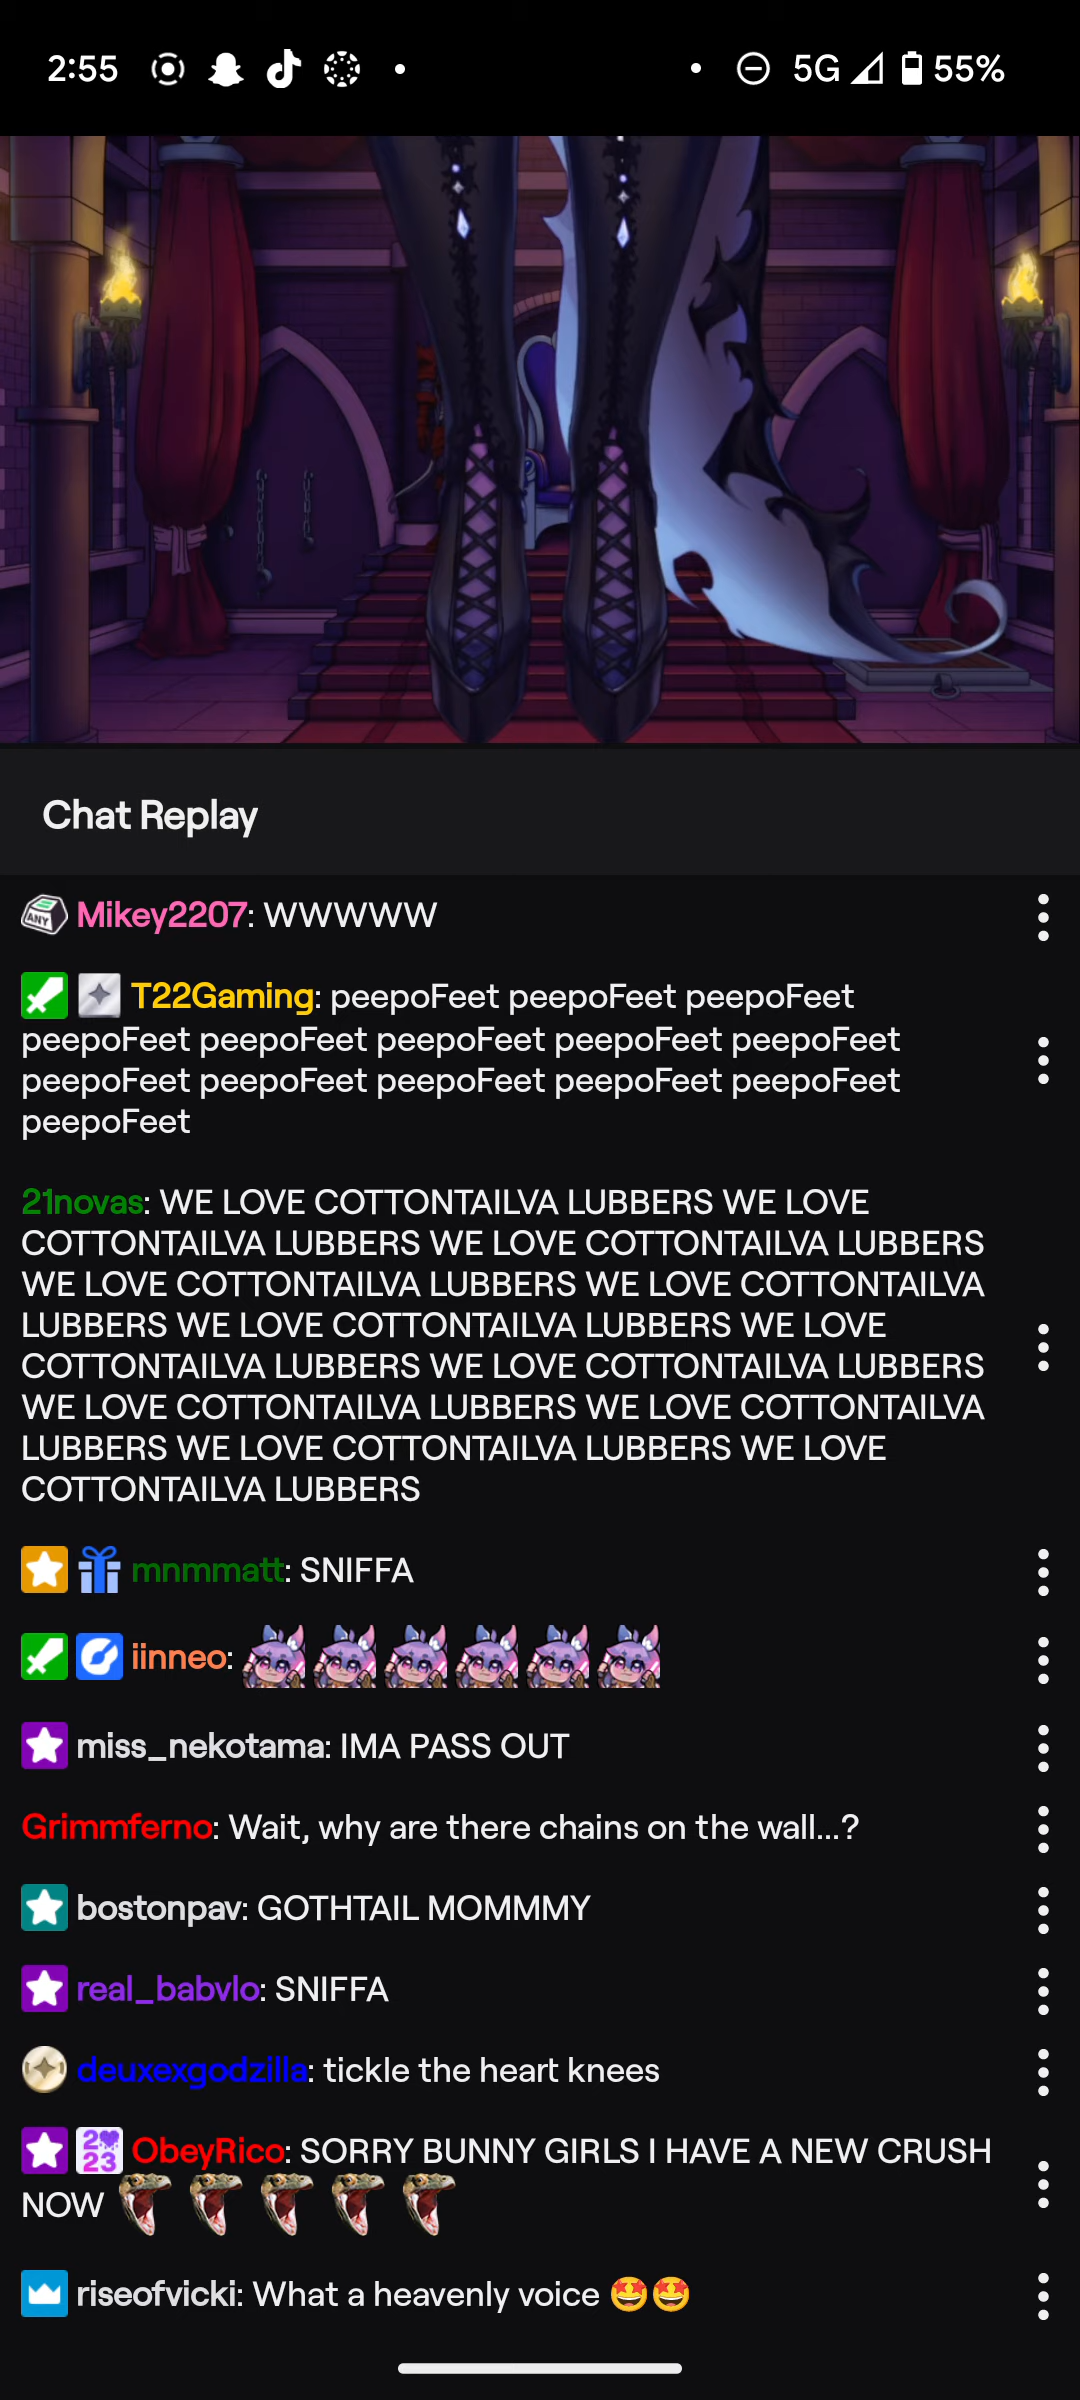 2:55
5G 55%
Chat Replay
ANY Mikey2207: WWWWW
T22Gaming: peepoFeet peepoFeet peepoFeet
peepoFeet peepoFeet peepoFeet peepoFeet peepoFeet
peepoFeet peepoFeet peepoFeet peepoFeet peepoFeet
peepoFeet
21novas: WE LOVE COTTONTAILVA LUBBERS WE LOVE
COTTONTAILVA LUBBERS WE LOVE COTTONTAILVA LUBBERS
WE LOVE COTTONTAILVA LUBBERS WE LOVE COTTONTAILVA
LUBBERS WE LOVE COTTONTAILVA LUBBERS WE LOVE
COTTONTAILVA LUBBERS WE LOVE COTTONTAILVA LUBBERS
WE LOVE COTTONTAILVA LUBBERS WE LOVE COTTONTAILVA
LUBBERS WE LOVE COTTONTAILVA LUBBERS WE LOVE
COTTONTAILVA LUBBERS
mnmmatt: SNIFFA
iinneo:
miss_nekotama: IMA PASS OUT
Grimmferno: Wait, why are there chains on the wall...?
bostonpav: GOTHTAIL MOMMMY
real_babvlo: SNIFFA
deuxexgodzilla: tickle the heart knees
2023 ObeyRico: SORRY BUNNY GIRLS I HAVE A NEW CRUSH
NOW
riseofvicki: What a heavenly voice 🤩🤩